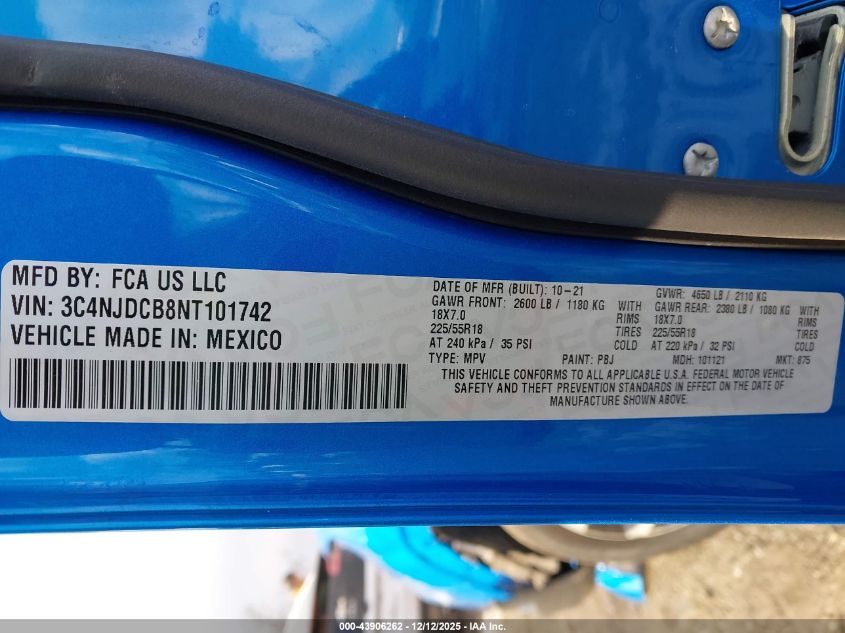 MFD BY: FCA US LLC
VIN: 3C4NJDCB8NT101742
VEHICLE MADE IN: MEXICO
DATE OF MFR (BUILT): 10-21 GVWR: 4650 LB / 2110 KG
GAWR FRONT: 2600 LB / 1180 KG WITH GAWR REAR: 2380 LB / 1080 KG WITH
18X7.0 RIMS 18X7.0 RIMS
225/55R18 TIRES 225/55R18 TIRES
AT 240 kPa / 35 PSI COLD AT 220 kPa / 32 PSI COLD
TYPE: MPV PAINT: PBJ MDH: 101121 MKT: 875
THIS VEHICLE CONFORMS TO ALL APPLICABLE U.S.A. FEDERAL MOTOR VEHICLE
SAFETY AND THEFT PREVENTION STANDARDS IN EFFECT ON THE DATE OF
MANUFACTURE SHOWN ABOVE.
000-43906262 - 12/12/2025 - IAA Inc.